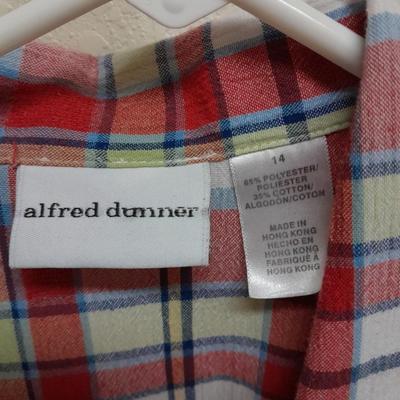 alfred dunner
14
65% POLYESTER/
POLIESTER
35% COTTON/
ALGODON/COTON
MADE IN
HONG KONG
HECHO EN
HONG KONG
FABRIQUÉ À
HONG KONG